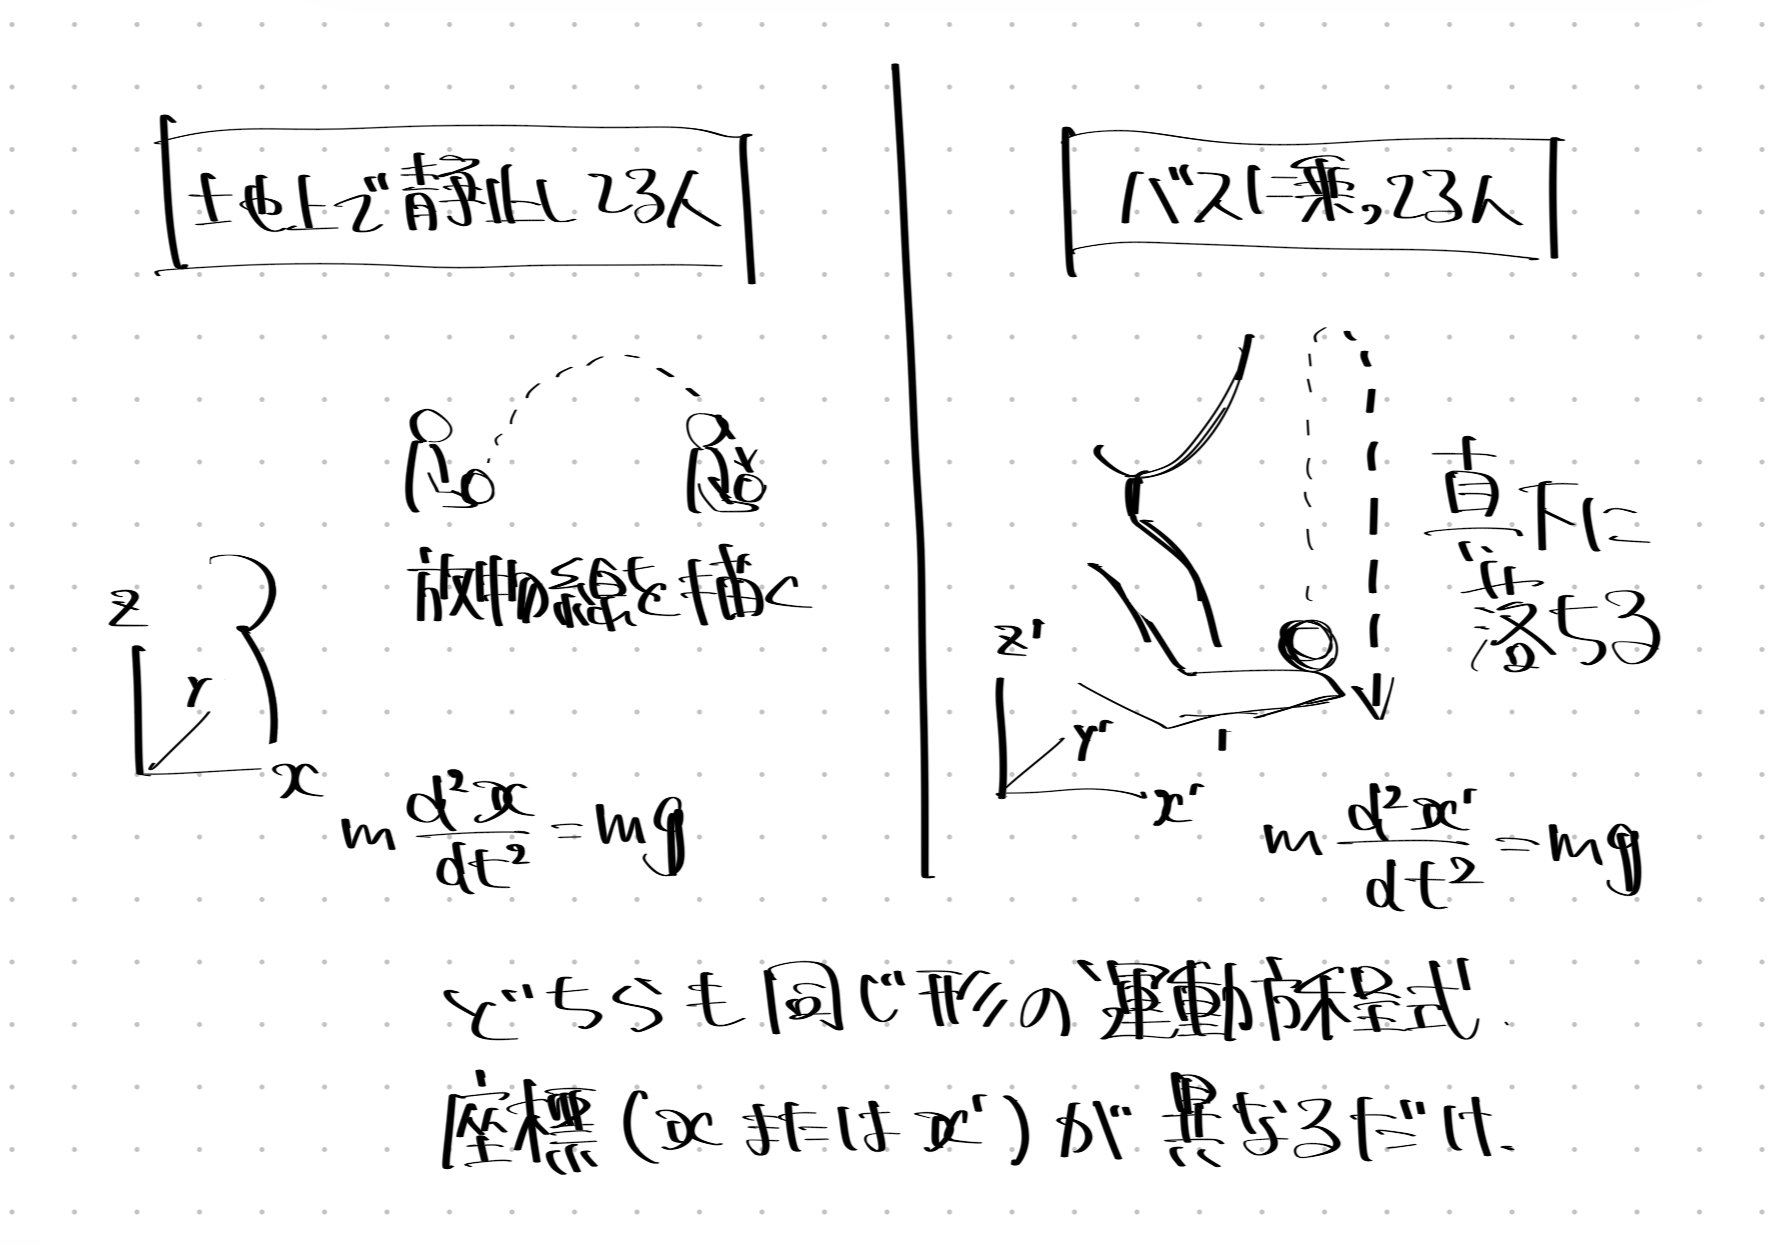 地上で静止してる人
放物線を描く
z
y
x
m d²x/dt² = mg
バスに乗ってる人
真下に
落ちる
z'
y'
x'
m d²x'/dt² = mg
どちらも同じ形の運動方程式.
座標(xまたはx')が異なるだけ.